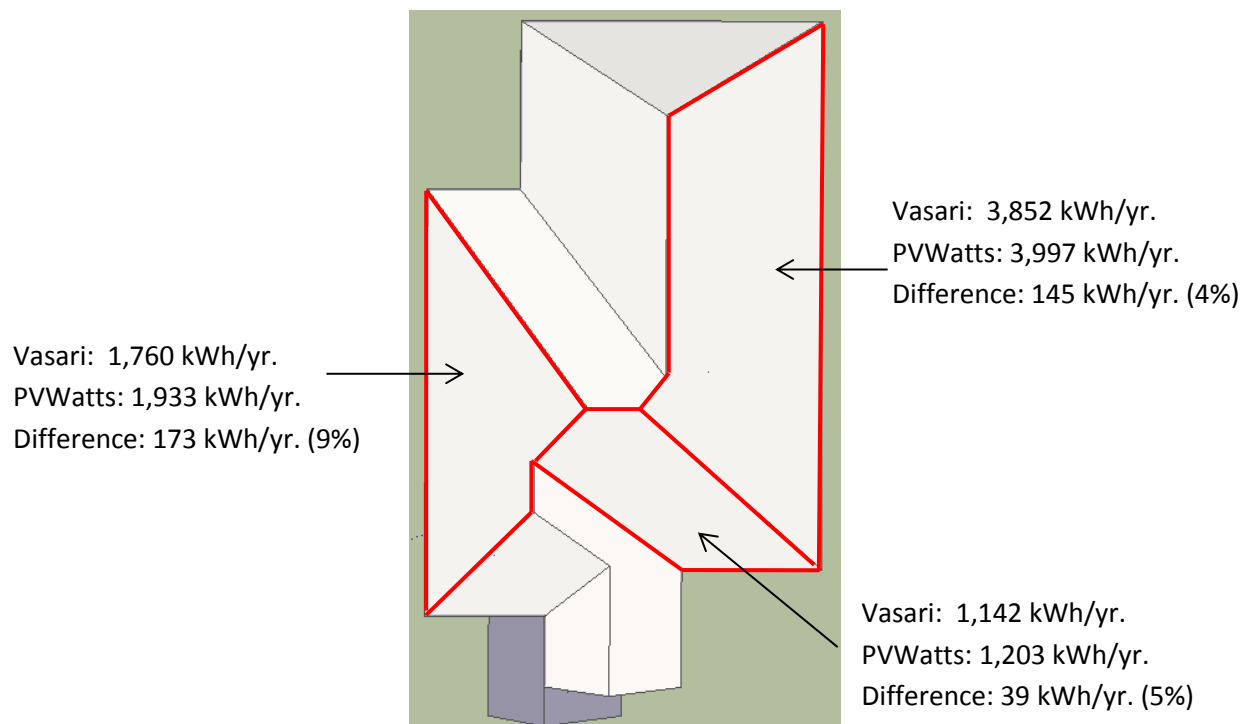 Vasari: 3,852 kWh/yr.
PVWatts: 3,997 kWh/yr.
Difference: 145 kWh/yr. (4%)
Vasari: 1,760 kWh/yr.
PVWatts: 1,933 kWh/yr.
Difference: 173 kWh/yr. (9%)
Vasari: 1,142 kWh/yr.
PVWatts: 1,203 kWh/yr.
Difference: 39 kWh/yr. (5%)